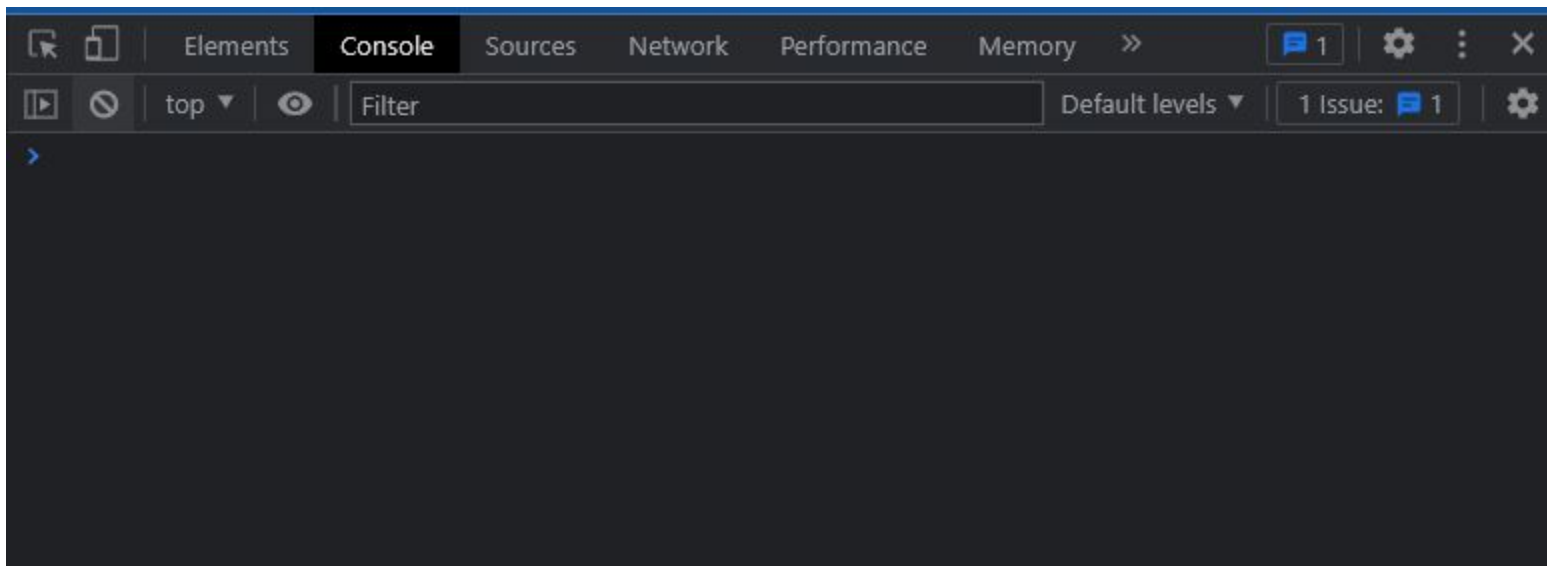 Elements Console Sources Network Performance Memory » 1
top ▼ Filter Default levels ▼ 1 Issue: 1
›